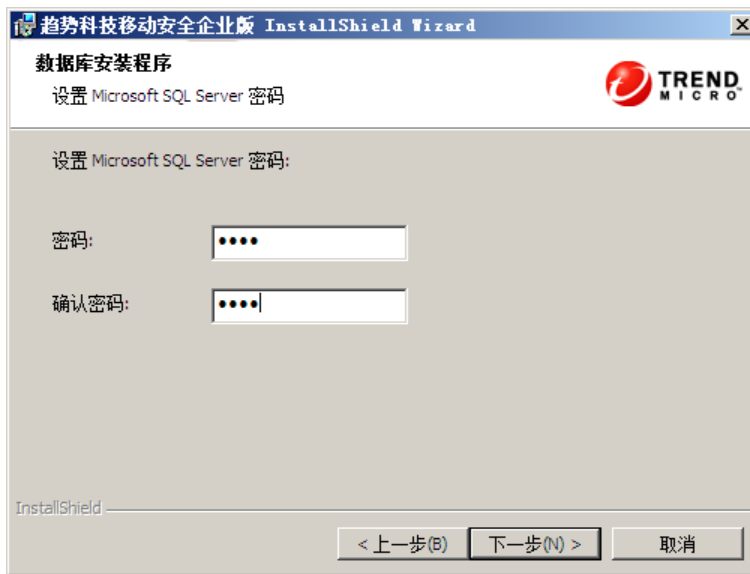 趋势科技移动安全企业版 InstallShield Wizard
数据库安装程序
设置 Microsoft SQL Server 密码
TREND
MICRO
设置 Microsoft SQL Server 密码:
密码: ••••
确认密码: ••••
InstallShield
< 上一步(B) 下一步(N) > 取消